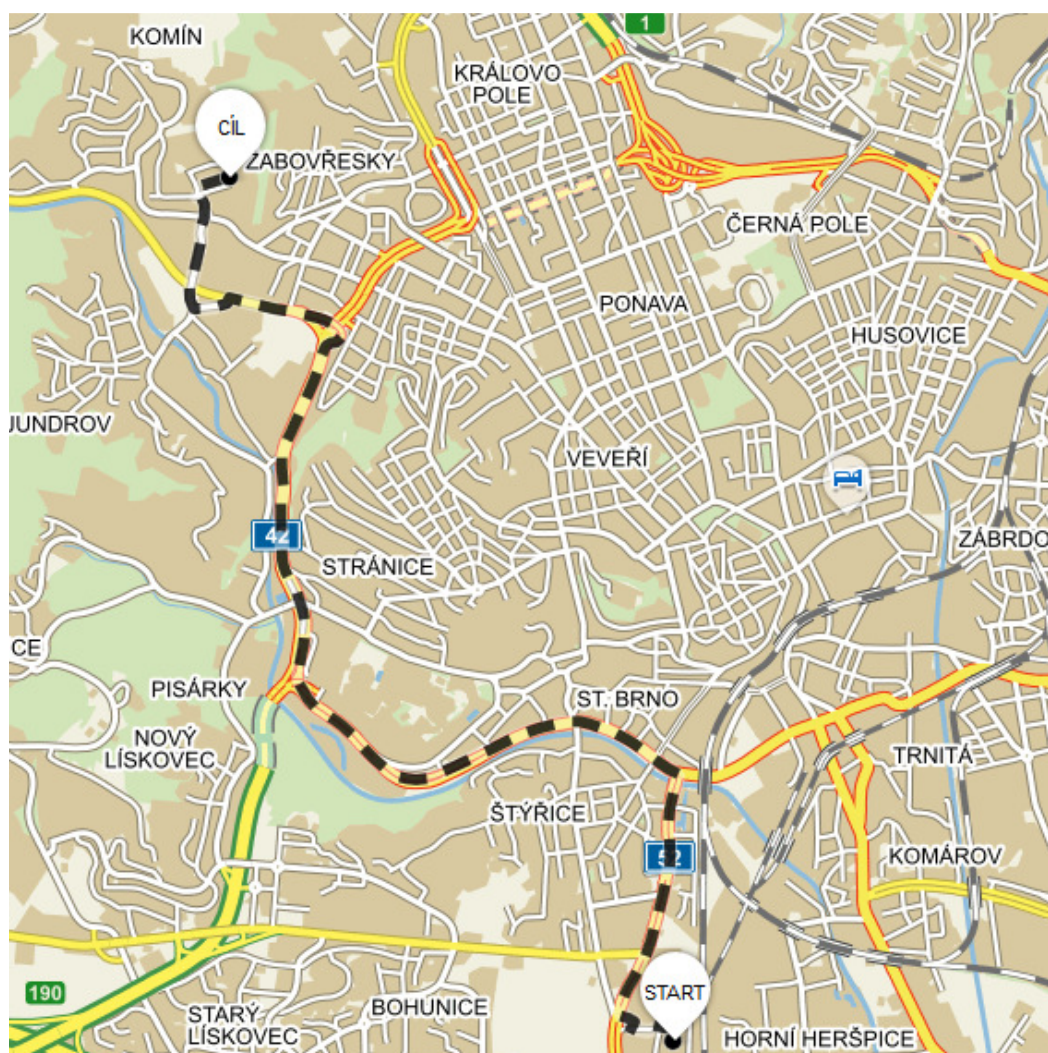 1
KOMÍN
KRÁLOVO
POLE
CÍL
ŽABOVŘESKY
ČERNÁ POLE
PONAVA
HUSOVICE
JUNDROV
VEVEŘÍ
42
STRÁNICE
ZÁBRDO
CE
PISÁRKY
ST. BRNO
NOVÝ
LÍSKOVEC
TRNITÁ
ŠTÝŘICE
52
KOMÁROV
190
START
STARÝ
LÍSKOVEC
BOHUNICE
HORNÍ HERŠPICE